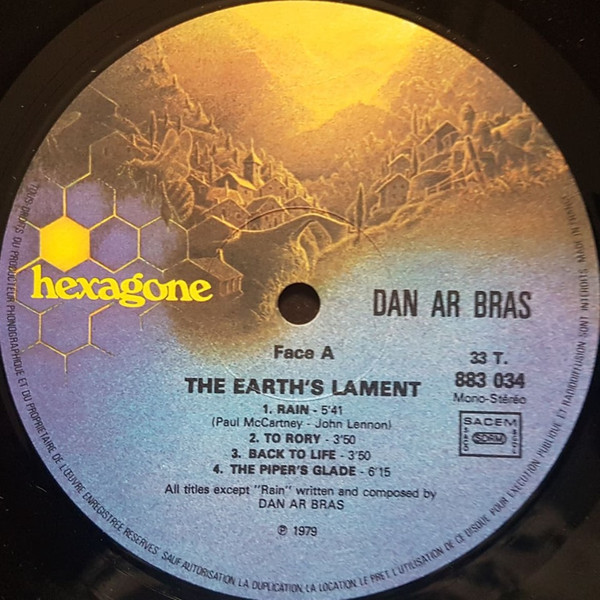 hexagone
DAN AR BRAS
Face A
33 T.
883 034
Mono-Stéréo
THE EARTH'S LAMENT
1. RAIN - 5'41
(Paul McCartney - John Lennon)
2. TO RORY - 3'50
3. BACK TO LIFE - 3'50
4. THE PIPER'S GLADE - 6'15
SACEM
SDRM
All titles except "Rain" written and composed by
DAN AR BRAS
℗ 1979
TOUS DROITS DU PRODUCTEUR PHONOGRAPHIQUE ET DU PROPRIETAIRE DE L'ŒUVRE ENREGISTREE RESERVES. SAUF AUTORISATION, LA DUPLICATION, LA LOCATION, LE PRET, L'UTILISATION DE CE DISQUE POUR EXECUTION PUBLIQUE ET RADIODIFFUSION SONT INTERDITS. MADE IN FRANCE